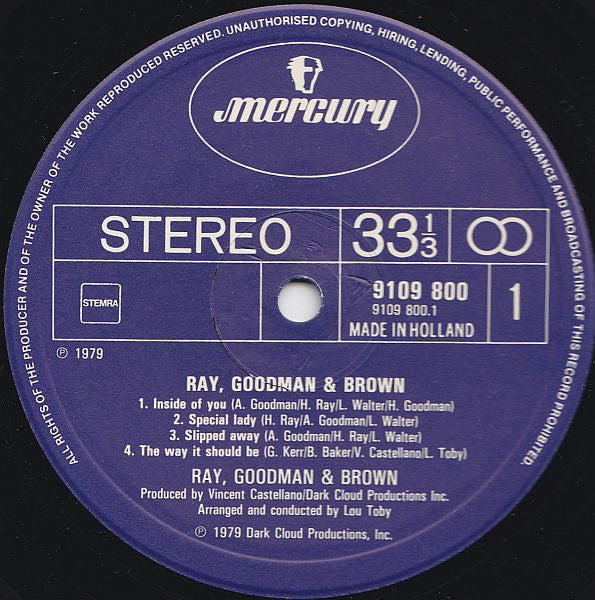 ALL RIGHTS OF THE PRODUCER AND OF THE OWNER OF THE WORK REPRODUCED RESERVED. UNAUTHORISED COPYING, HIRING, LENDING, PUBLIC PERFORMANCE AND BROADCASTING OF THIS RECORD PROHIBITED.
mercury
STEREO 33 1/3
STEMRA
9109 800
9109 800.1
MADE IN HOLLAND
1
℗ 1979
RAY, GOODMAN & BROWN
1. Inside of you (A. Goodman/H. Ray/L. Walter/H. Goodman)
2. Special lady (H. Ray/A. Goodman/L. Walter)
3. Slipped away (A. Goodman/H. Ray/L. Walter)
4. The way it should be (G. Kerr/B. Baker/V. Castellano/L. Toby)
RAY, GOODMAN & BROWN
Produced by Vincent Castellano/Dark Cloud Productions Inc.
Arranged and conducted by Lou Toby
℗ 1979 Dark Cloud Productions, Inc.